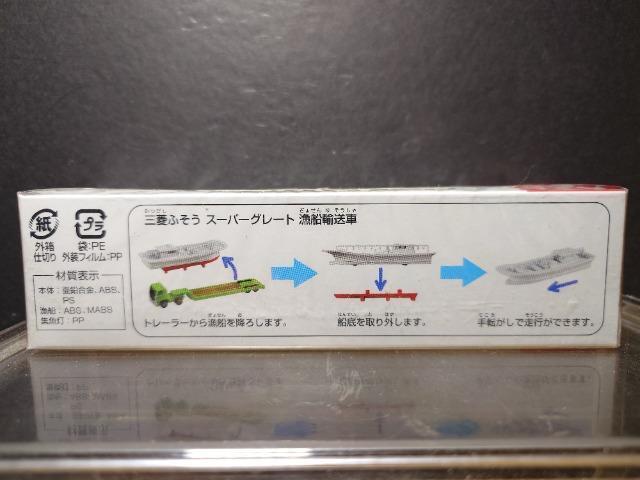 紙
外箱
仕切り
プラ
袋:PE
外装フィルム:PP
材質表示
本体:亜鉛合金、ABS、
PS
漁船:ABS、MABS
集魚灯:PP
三菱ふそう スーパーグレート 漁船輸送車
トレーラーから漁船を降ろします。
船底を取り外します。
手転がしで走行ができます。